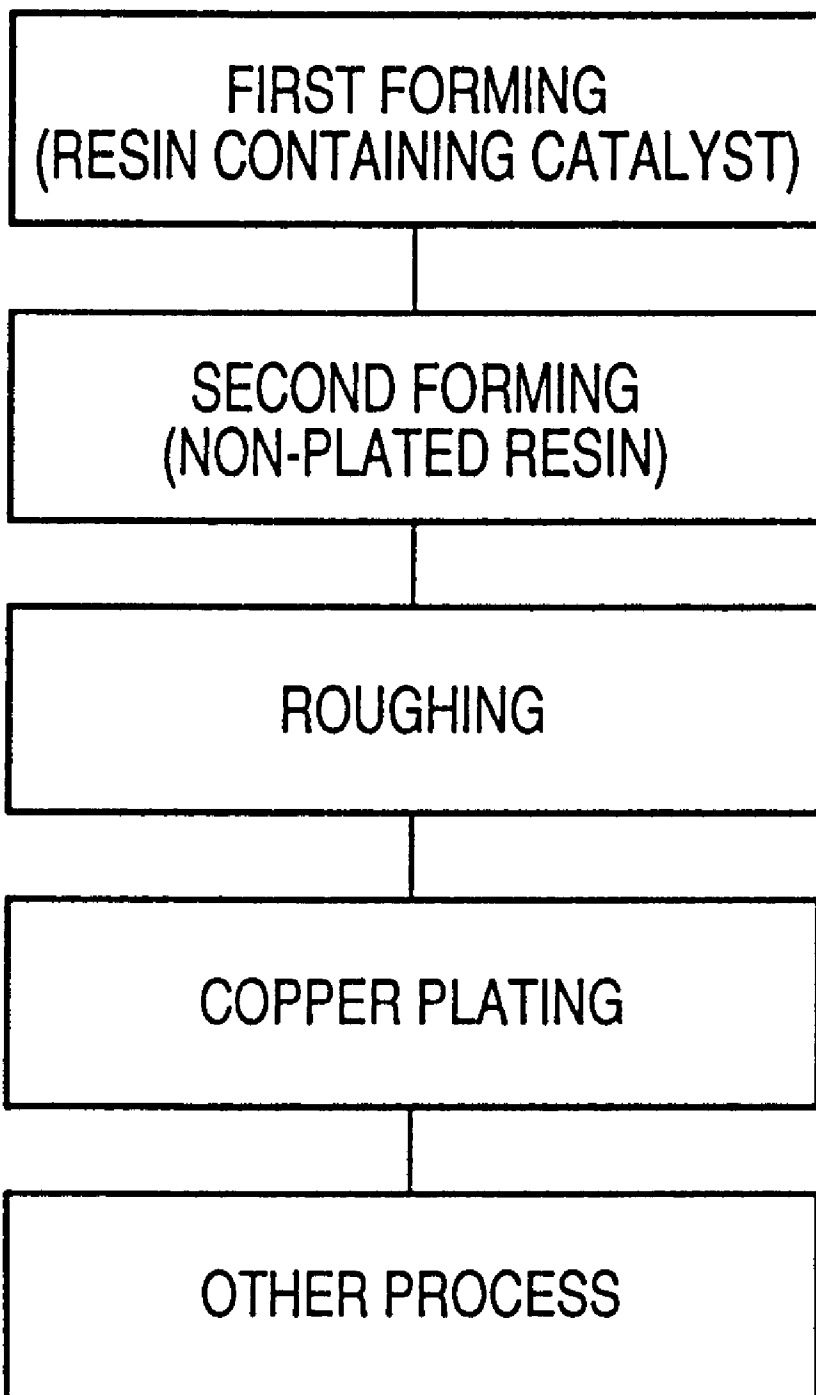 FIRST FORMING
(RESIN CONTAINING CATALYST)
SECOND FORMING
(NON-PLATED RESIN)
ROUGHING
COPPER PLATING
OTHER PROCESS